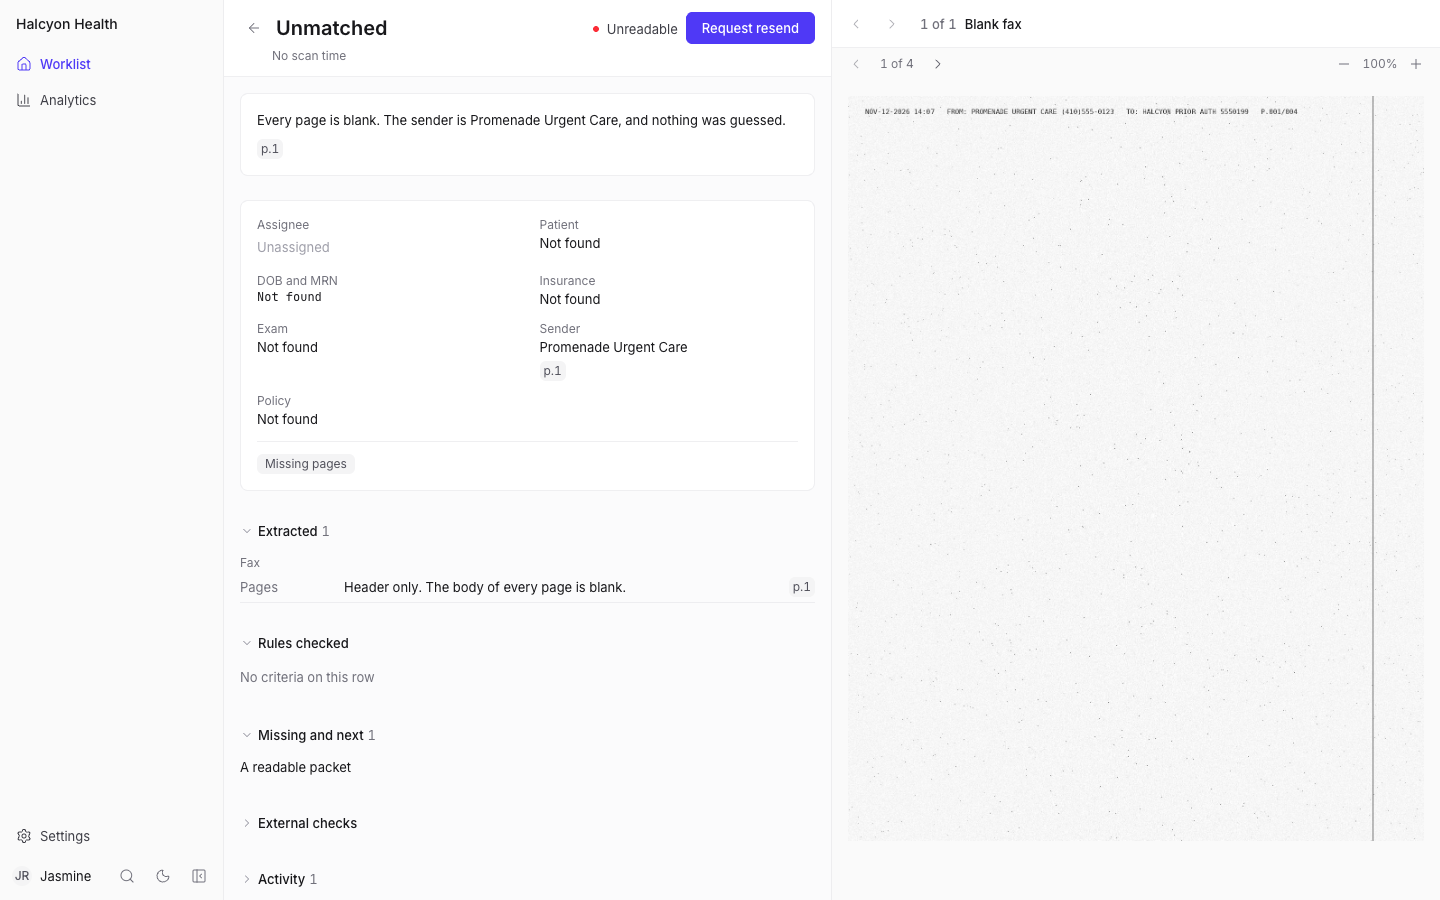 Halcyon Health
Worklist
Analytics
Settings
JR Jasmine
Unmatched
Unreadable
Request resend
No scan time
Every page is blank. The sender is Promenade Urgent Care, and nothing was guessed.
p.1
Assignee
Unassigned
Patient
Not found
DOB and MRN
Not found
Insurance
Not found
Exam
Not found
Sender
Promenade Urgent Care
p.1
Policy
Not found
Missing pages
Extracted 1
Fax
Pages Header only. The body of every page is blank. p.1
Rules checked
No criteria on this row
Missing and next 1
A readable packet
External checks
Activity 1
1 of 1 Blank fax
1 of 4
100%
NOV-12-2026 14:07 FROM: PROMENADE URGENT CARE (410)555-0123 TO: HALCYON PRIOR AUTH 5550199 P.001/004